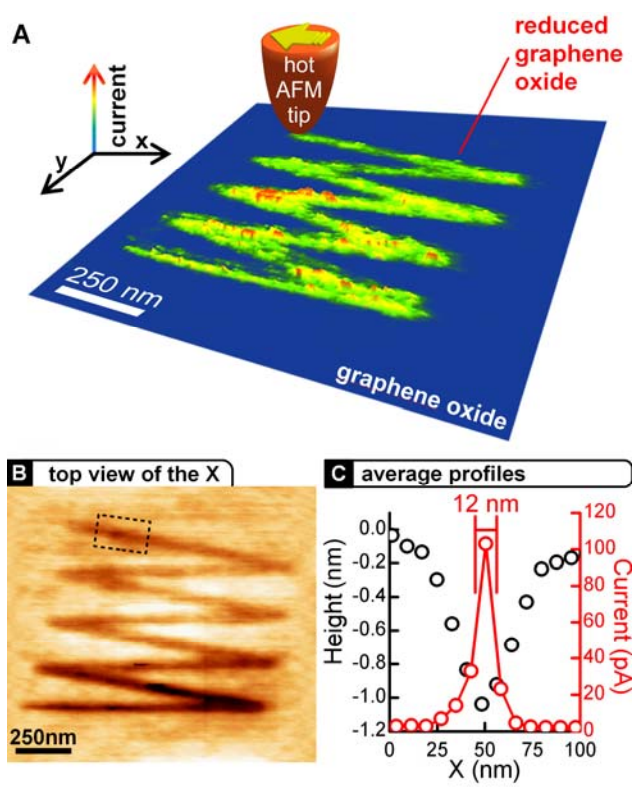 A
current
x
y
hot
AFM
tip
reduced
graphene
oxide
250 nm
graphene oxide
B top view of the X
250nm
C average profiles
12 nm
Height (nm)
0.0
-0.2
-0.4
-0.6
-0.8
-1.0
-1.2
120
100
80
60
40
20
0
Current (pA)
0 25 50 75 100
X (nm)